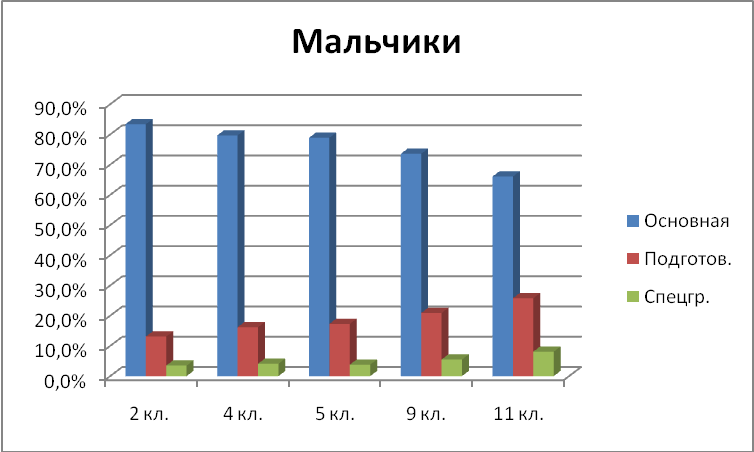 Мальчики
90,0%
80,0%
70,0%
60,0%
50,0%
40,0%
30,0%
20,0%
10,0%
0,0%
2 кл. 4 кл. 5 кл. 9 кл. 11 кл.
Основная
Подготов.
Спецгр.